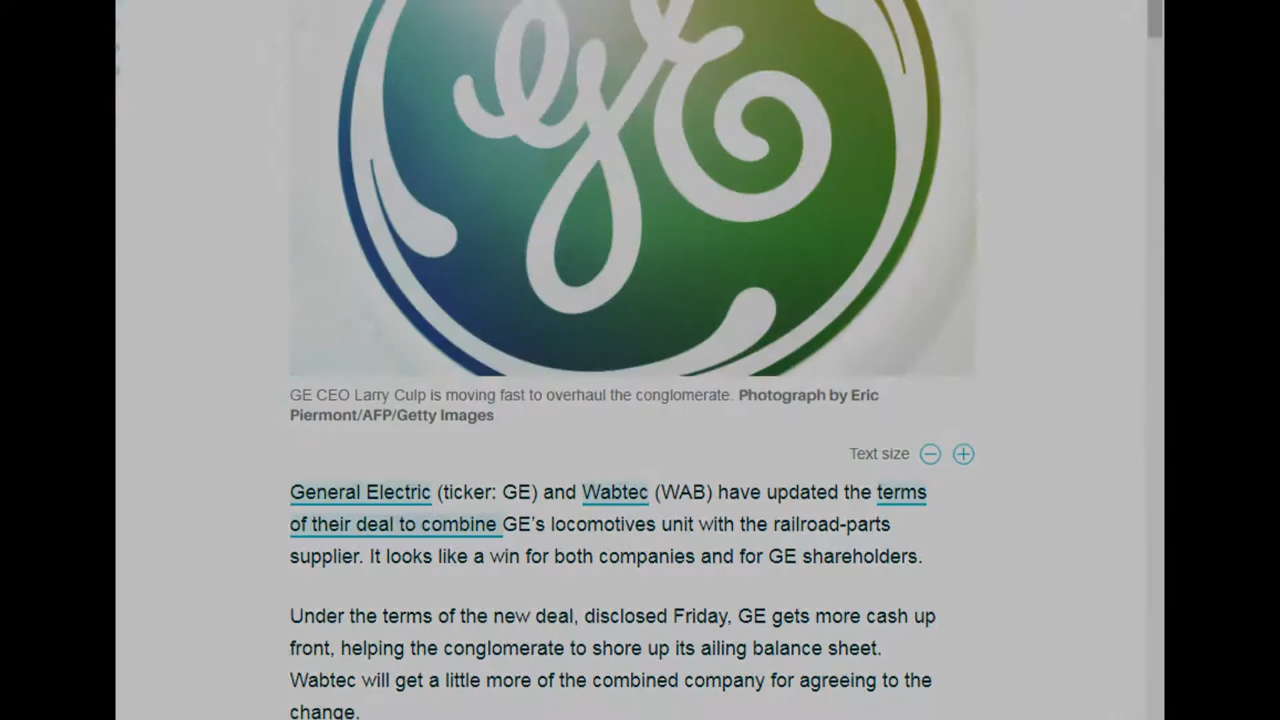 GE
GE CEO Larry Culp is moving fast to overhaul the conglomerate. Photograph by Eric
Piermont/AFP/Getty Images
Text size
General Electric (ticker: GE) and Wabtec (WAB) have updated the terms
of their deal to combine GE’s locomotives unit with the railroad-parts
supplier. It looks like a win for both companies and for GE shareholders.
Under the terms of the new deal, disclosed Friday, GE gets more cash up
front, helping the conglomerate to shore up its ailing balance sheet.
Wabtec will get a little more of the combined company for agreeing to the
change.